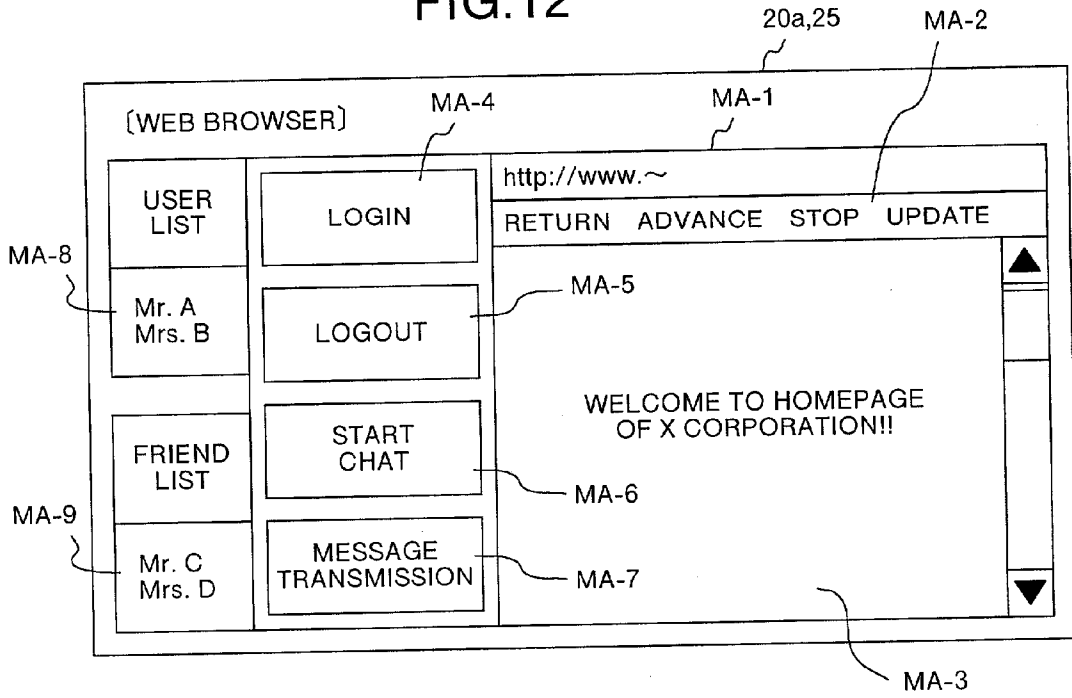 FIG.12
20a,25
MA-2
MA-4
MA-1
〔WEB BROWSER〕
http://www.~
USER
LIST
LOGIN
RETURN ADVANCE STOP UPDATE
MA-8
MA-5
Mr. A
Mrs. B
LOGOUT
WELCOME TO HOMEPAGE
OF X CORPORATION!!
START
CHAT
FRIEND
LIST
MA-6
MA-9
MESSAGE
TRANSMISSION
MA-7
Mr. C
Mrs. D
MA-3